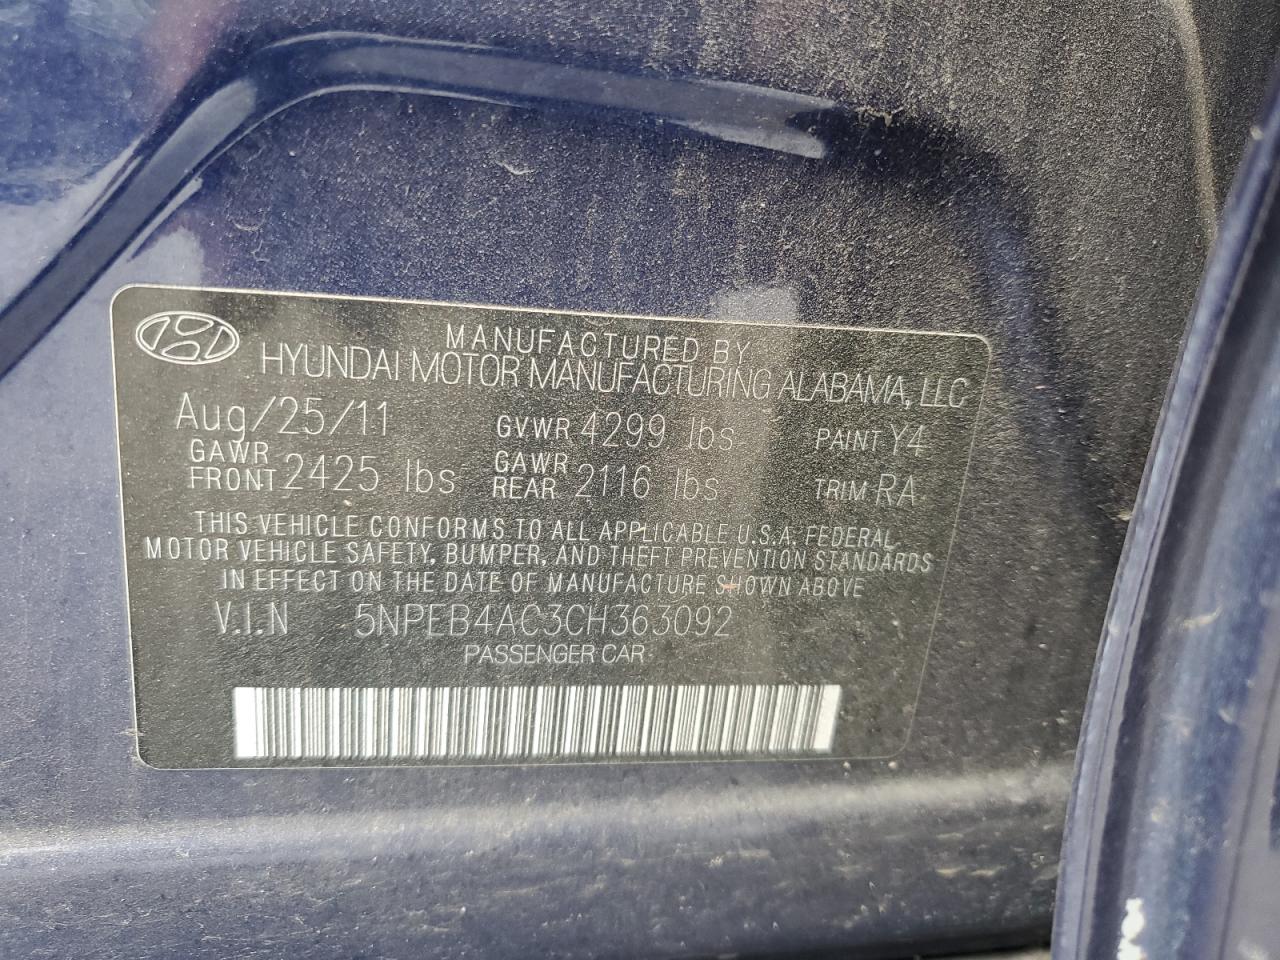 MANUFACTURED BY
HYUNDAI MOTOR MANUFACTURING ALABAMA, LLC
Aug/25/11 GVWR 4299 lbs PAINT Y4
GAWR FRONT 2425 lbs GAWR REAR 2116 lbs TRIM RA
THIS VEHICLE CONFORMS TO ALL APPLICABLE U.S.A. FEDERAL
MOTOR VEHICLE SAFETY, BUMPER, AND THEFT PREVENTION STANDARDS
IN EFFECT ON THE DATE OF MANUFACTURE SHOWN ABOVE
V.I.N 5NPEB4AC3CH363092
PASSENGER CAR